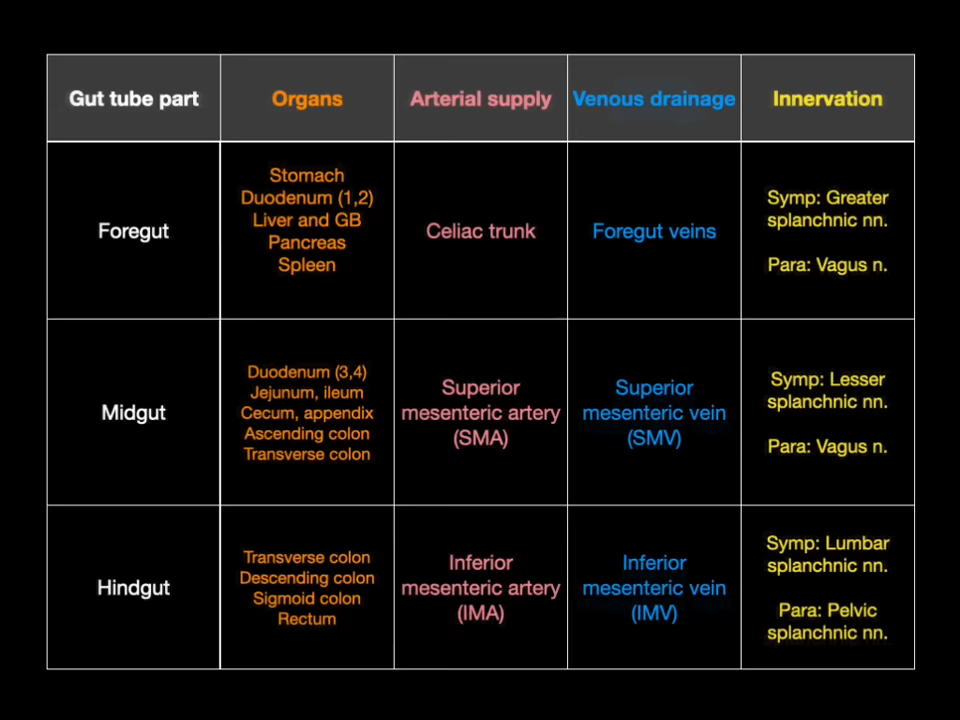 Gut tube part
Organs
Arterial supply
Venous drainage
Innervation
Foregut
Stomach
Duodenum (1,2)
Liver and GB
Pancreas
Spleen
Celiac trunk
Foregut veins
Symp: Greater
splanchnic nn.
Para: Vagus n.
Midgut
Duodenum (3,4)
Jejunum, ileum
Cecum, appendix
Ascending colon
Transverse colon
Superior
mesenteric artery
(SMA)
Superior
mesenteric vein
(SMV)
Symp: Lesser
splanchnic nn.
Para: Vagus n.
Hindgut
Transverse colon
Descending colon
Sigmoid colon
Rectum
Inferior
mesenteric artery
(IMA)
Inferior
mesenteric vein
(IMV)
Symp: Lumbar
splanchnic nn.
Para: Pelvic
splanchnic nn.